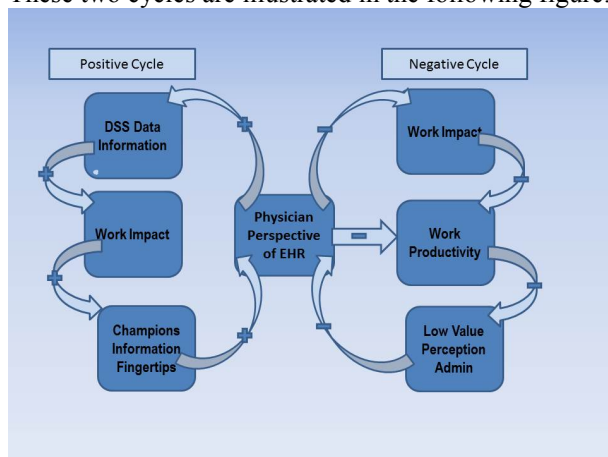 These two cycles are illustrated in the following figure.
Positive Cycle
Negative Cycle
DSS Data
Information
Work Impact
Champions
Information
Fingertips
Physician
Perspective
of EHR
Work Impact
Work
Productivity
Low Value
Perception
Admin